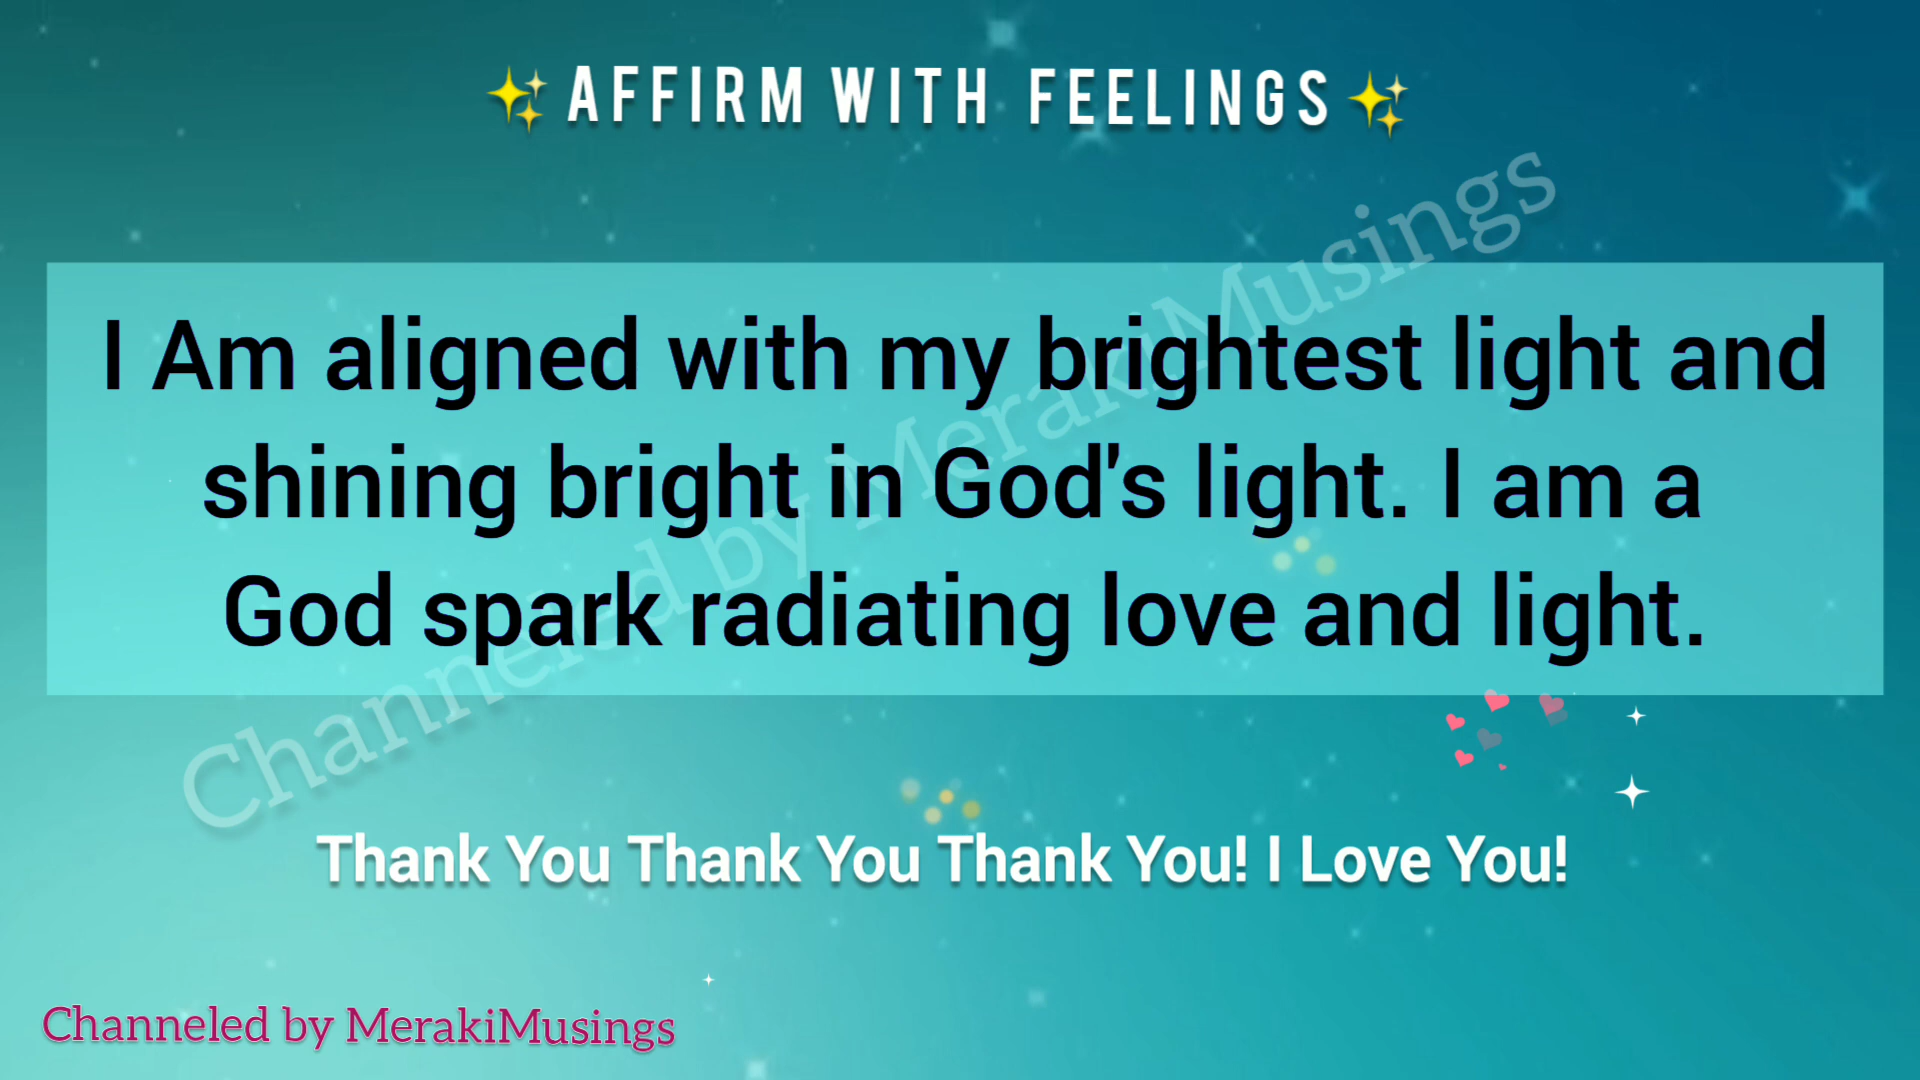 ✨AFFIRM WITH FEELINGS✨
I Am aligned with my brightest light and
shining bright in God's light. I am a
God spark radiating love and light.
Channeled by MerakiMusings
Thank You Thank You Thank You! I Love You!
Channeled by MerakiMusings